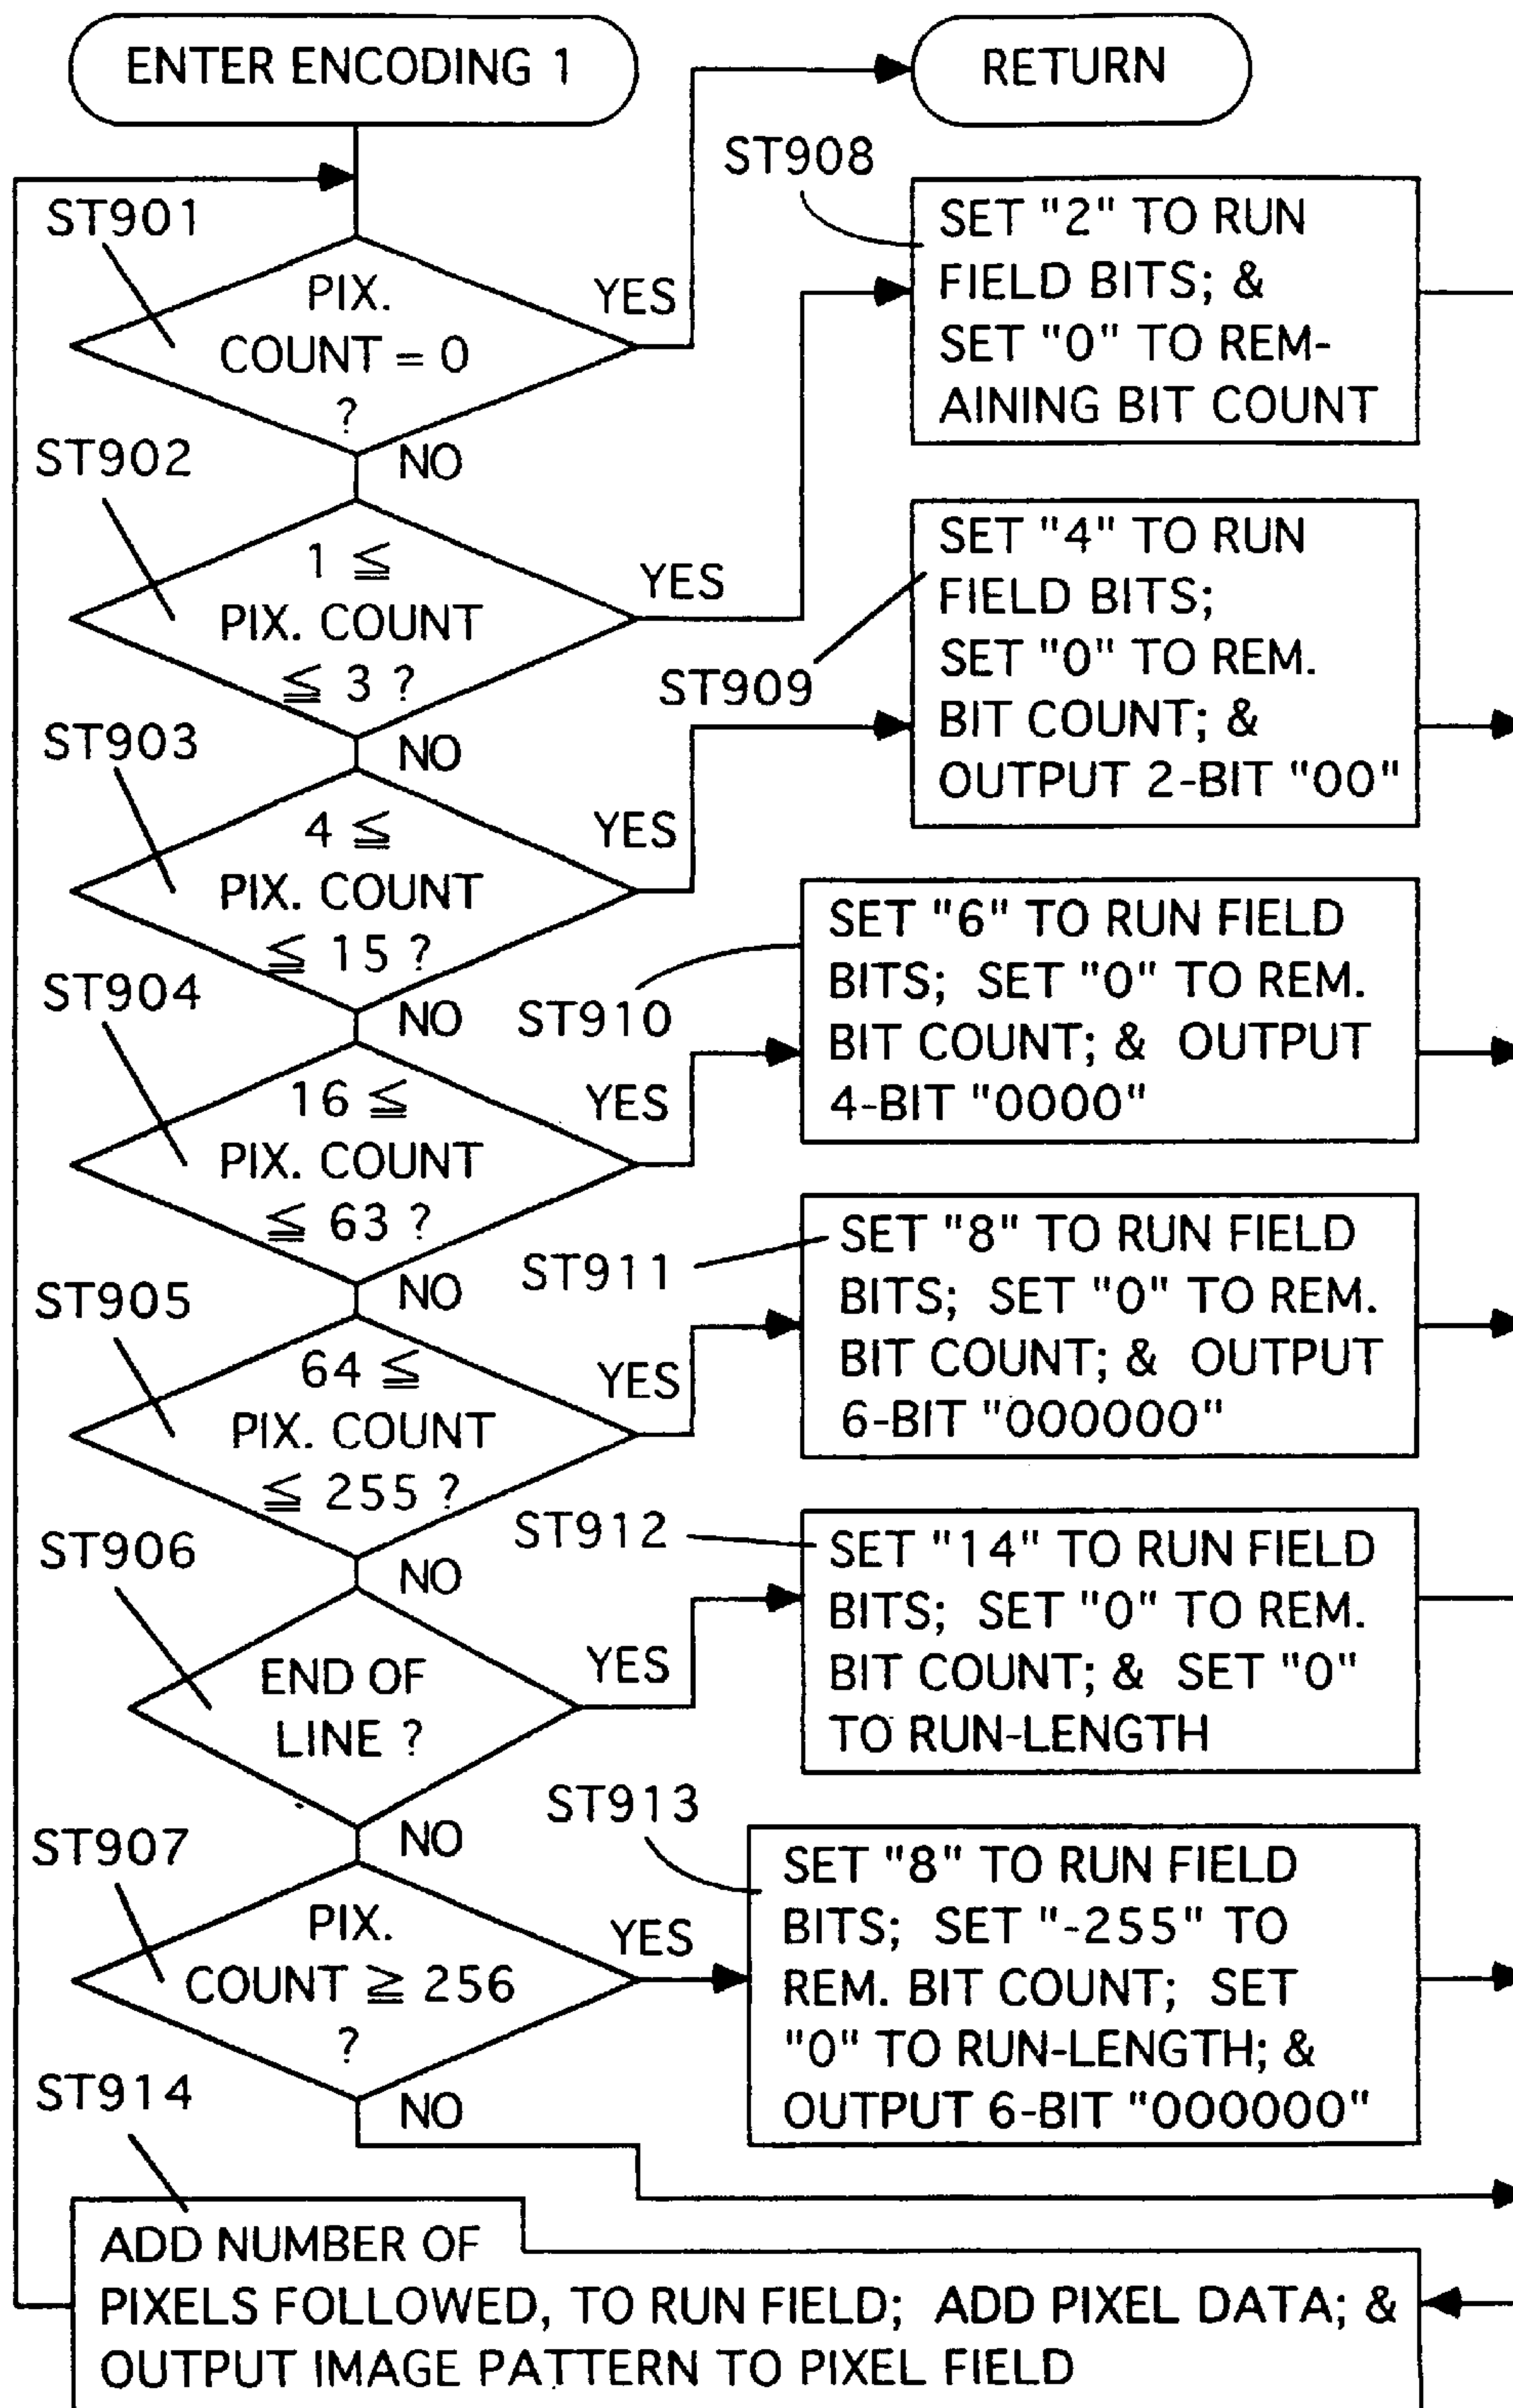 ENTER ENCODING 1
RETURN
ST901
PIX.
COUNT = 0
?
YES
NO
ST908
SET "2" TO RUN
FIELD BITS; &
SET "0" TO REM-
AINING BIT COUNT
ST902
1 ≦
PIX. COUNT
≦ 3 ?
YES
NO
ST909
SET "4" TO RUN
FIELD BITS;
SET "0" TO REM.
BIT COUNT; &
OUTPUT 2-BIT "00"
ST903
4 ≦
PIX. COUNT
≦ 15 ?
YES
NO
ST910
SET "6" TO RUN FIELD
BITS; SET "0" TO REM.
BIT COUNT; & OUTPUT
4-BIT "0000"
ST904
16 ≦
PIX. COUNT
≦ 63 ?
YES
NO
ST911
SET "8" TO RUN FIELD
BITS; SET "0" TO REM.
BIT COUNT; & OUTPUT
6-BIT "000000"
ST905
64 ≦
PIX. COUNT
≦ 255 ?
YES
NO
ST912
SET "14" TO RUN FIELD
BITS; SET "0" TO REM.
BIT COUNT; & SET "0"
TO RUN-LENGTH
ST906
END OF
LINE ?
YES
NO
ST913
SET "8" TO RUN FIELD
BITS; SET "-255" TO
REM. BIT COUNT; SET
"0" TO RUN-LENGTH; &
OUTPUT 6-BIT "000000"
ST907
PIX.
COUNT ≧ 256
?
YES
NO
ST914
ADD NUMBER OF
PIXELS FOLLOWED, TO RUN FIELD; ADD PIXEL DATA; &
OUTPUT IMAGE PATTERN TO PIXEL FIELD